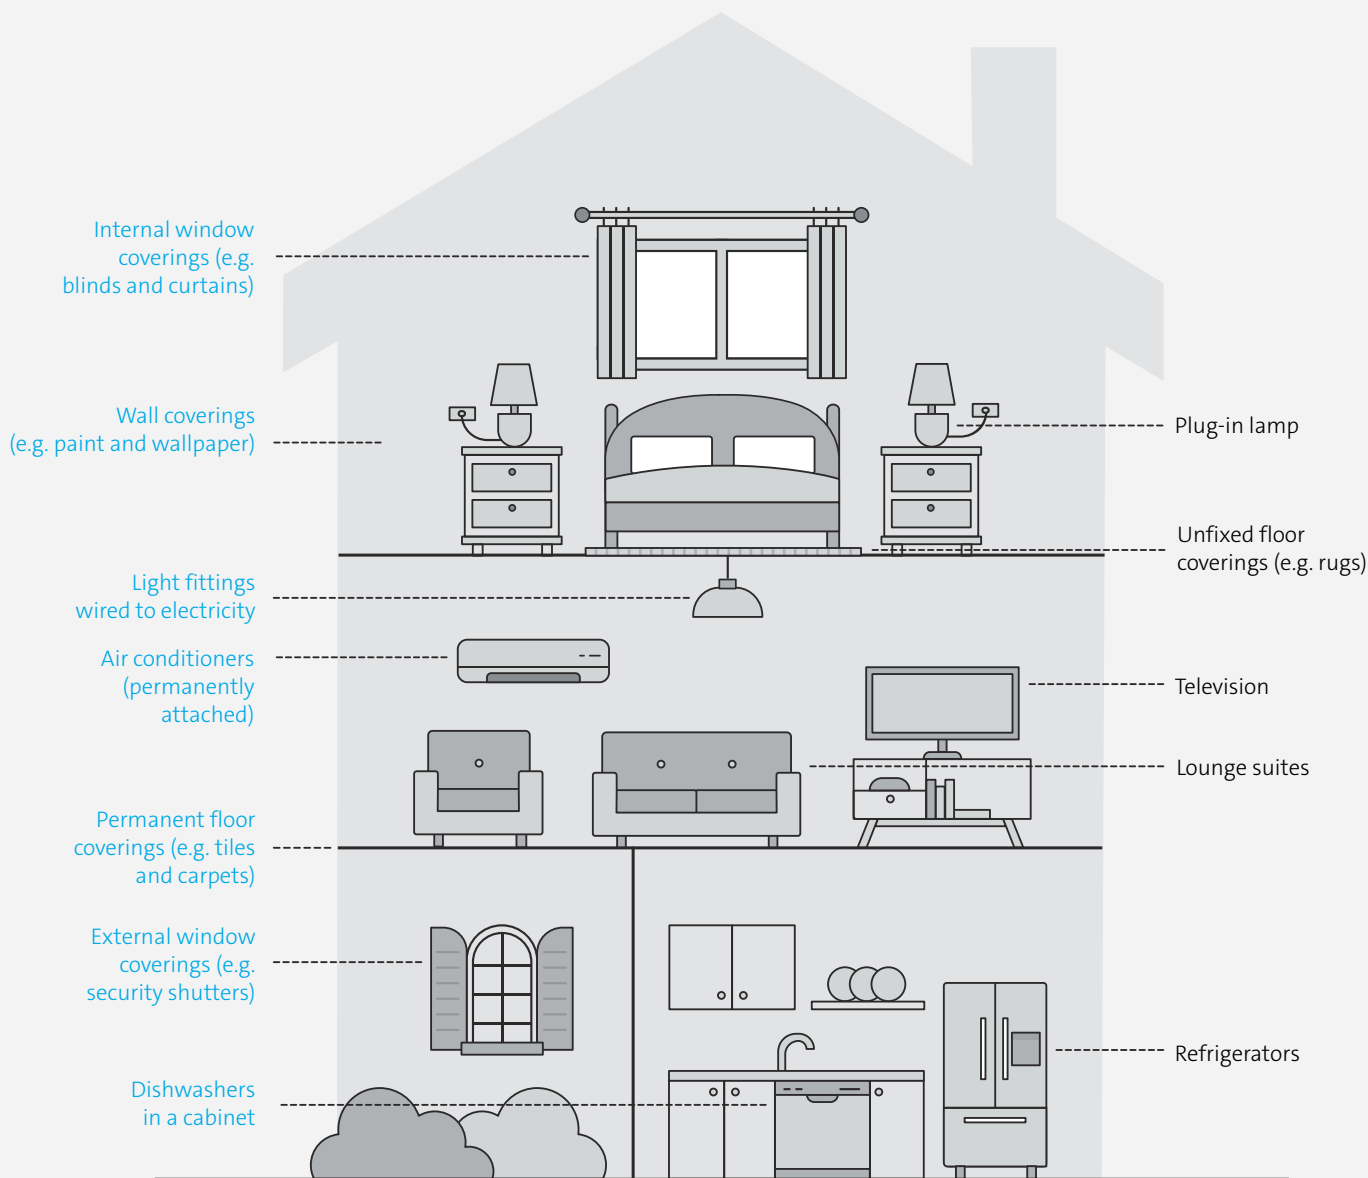 Internal window
coverings (e.g.
blinds and curtains)
Wall coverings
(e.g. paint and wallpaper)
Light fittings
wired to electricity
Air conditioners
(permanently
attached)
Permanent floor
coverings (e.g. tiles
and carpets)
External window
coverings (e.g.
security shutters)
Dishwashers
in a cabinet
Plug-in lamp
Unfixed floor
coverings (e.g. rugs)
Television
Lounge suites
Refrigerators